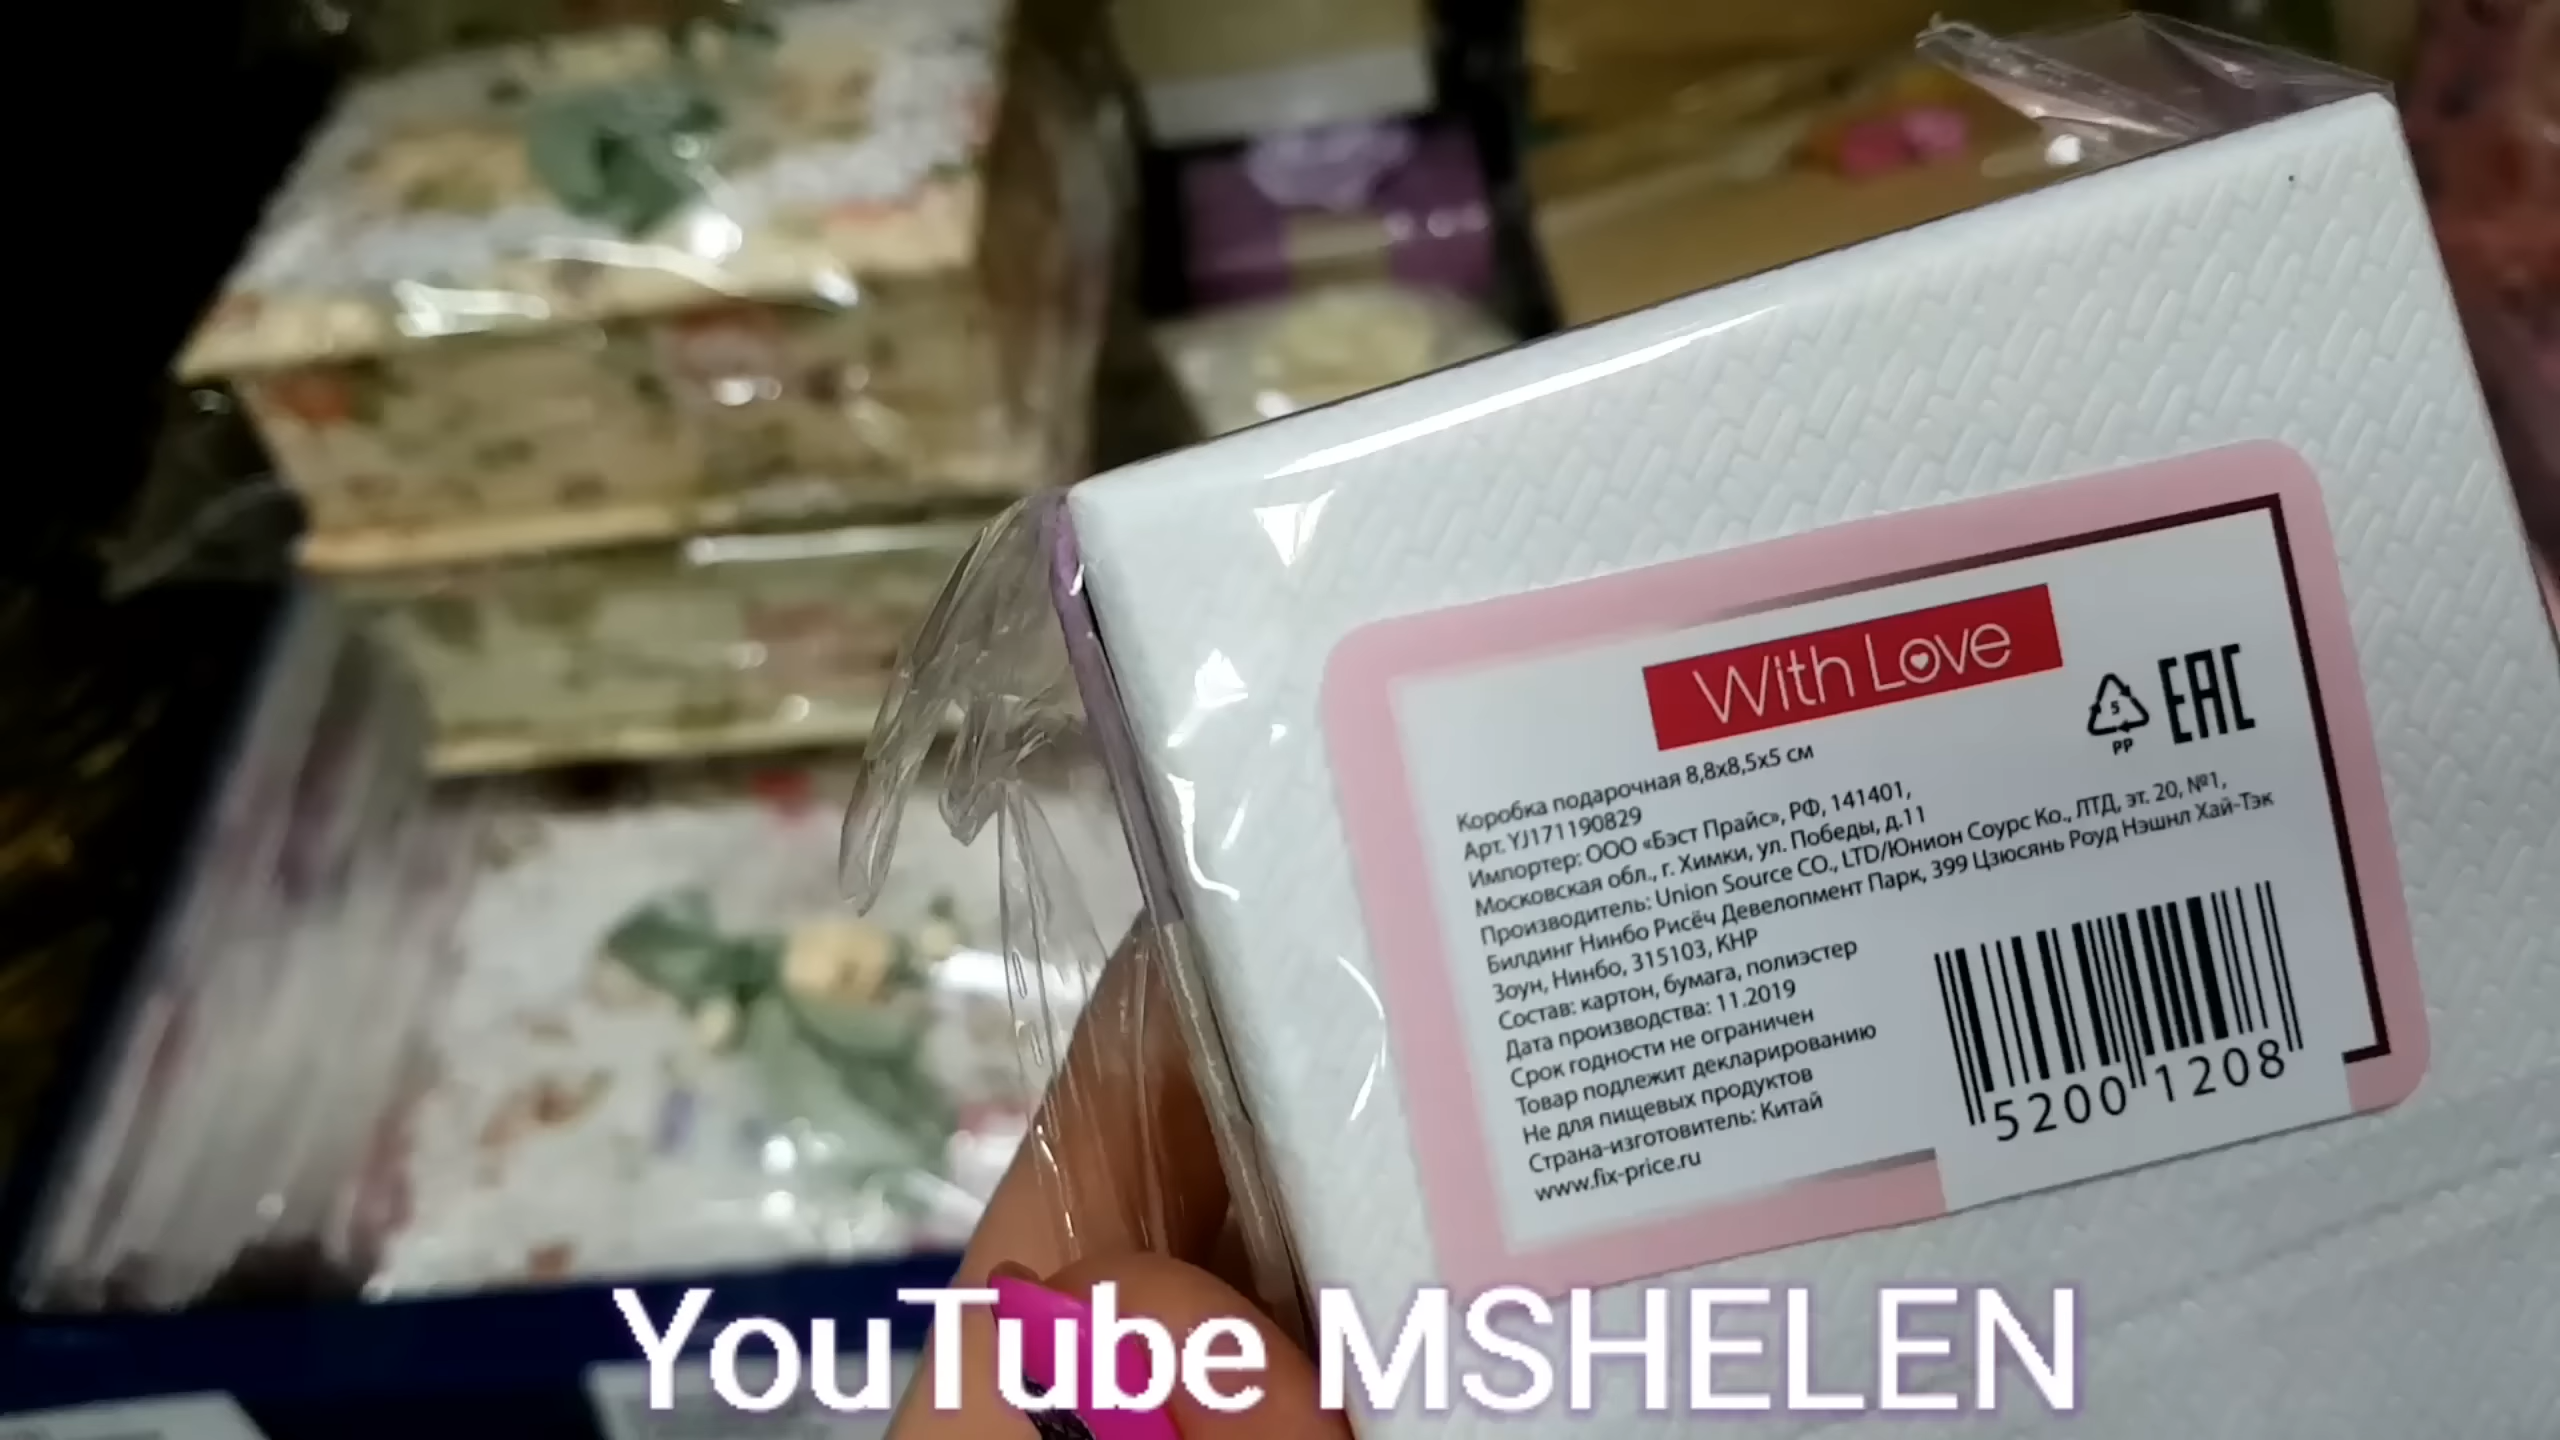 With Love
5
PP
EAC
Коробка подарочная 8,8х8,5х5 см
Арт. YJ171190829
Импортер: ООО «Бэст Прайс», РФ, 141401,
Московская обл., г. Химки, ул. Победы, д.11
Производитель: Union Source CO., LTD/Юнион Соурс Ко., ЛТД, эт. 20, №1,
Билдинг Нинбо Рисёч Девелопмент Парк, 399 Цзюсянь Роуд Нэшнл Хай-Тэк
Зоун, Нинбо, 315103, КНР
Состав: картон, бумага, полиэстер
Дата производства: 11.2019
Срок годности не ограничен
Товар подлежит декларированию
Не для пищевых продуктов
Страна-изготовитель: Китай
www.fix-price.ru
5200 1208
YouTube MSHELEN